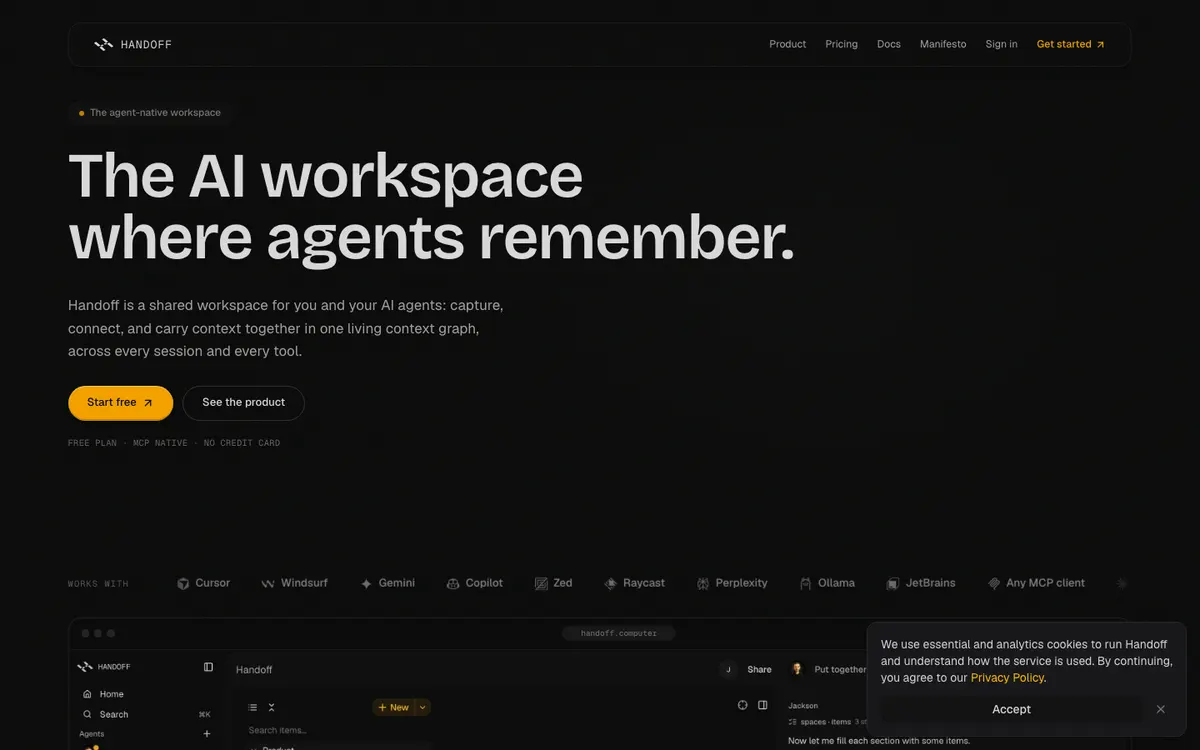 HANDOFF
Product Pricing Docs Manifesto Sign in Get started
The agent-native workspace
The AI workspace
where agents remember.
Handoff is a shared workspace for you and your AI agents: capture,
connect, and carry context together in one living context graph,
across every session and every tool.
Start free
See the product
FREE PLAN · MCP NATIVE · NO CREDIT CARD
WORKS WITH Cursor Windsurf Gemini Copilot Zed Raycast Perplexity Ollama JetBrains Any MCP client
handoff.computer
HANDOFF
Home
Search ⌘K
Agents +
Handoff
J Share
Put together
+ New
Search items...
Product
Jackson
spaces · items 3
Now let me fill each section with some items.
We use essential and analytics cookies to run Handoff
and understand how the service is used. By continuing,
you agree to our Privacy Policy.
Accept